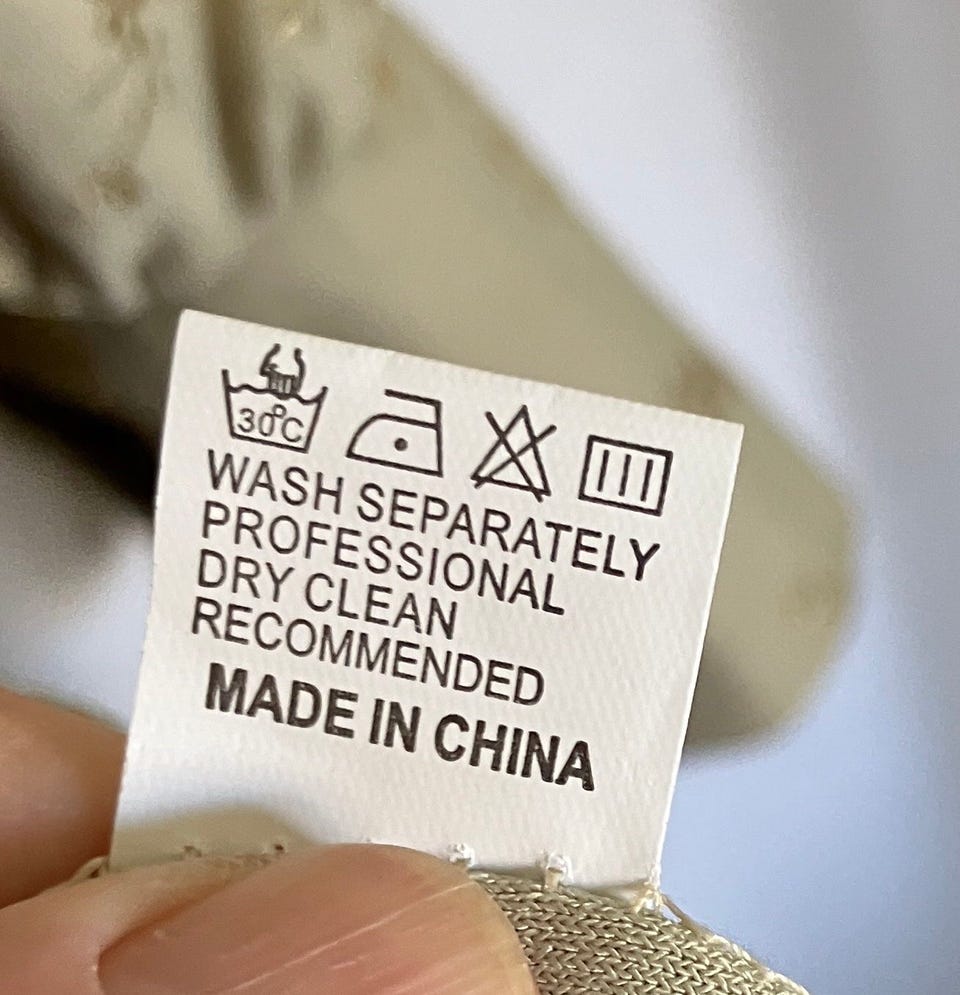 30°C
WASH SEPARATELY
PROFESSIONAL
DRY CLEAN
RECOMMENDED
MADE IN CHINA